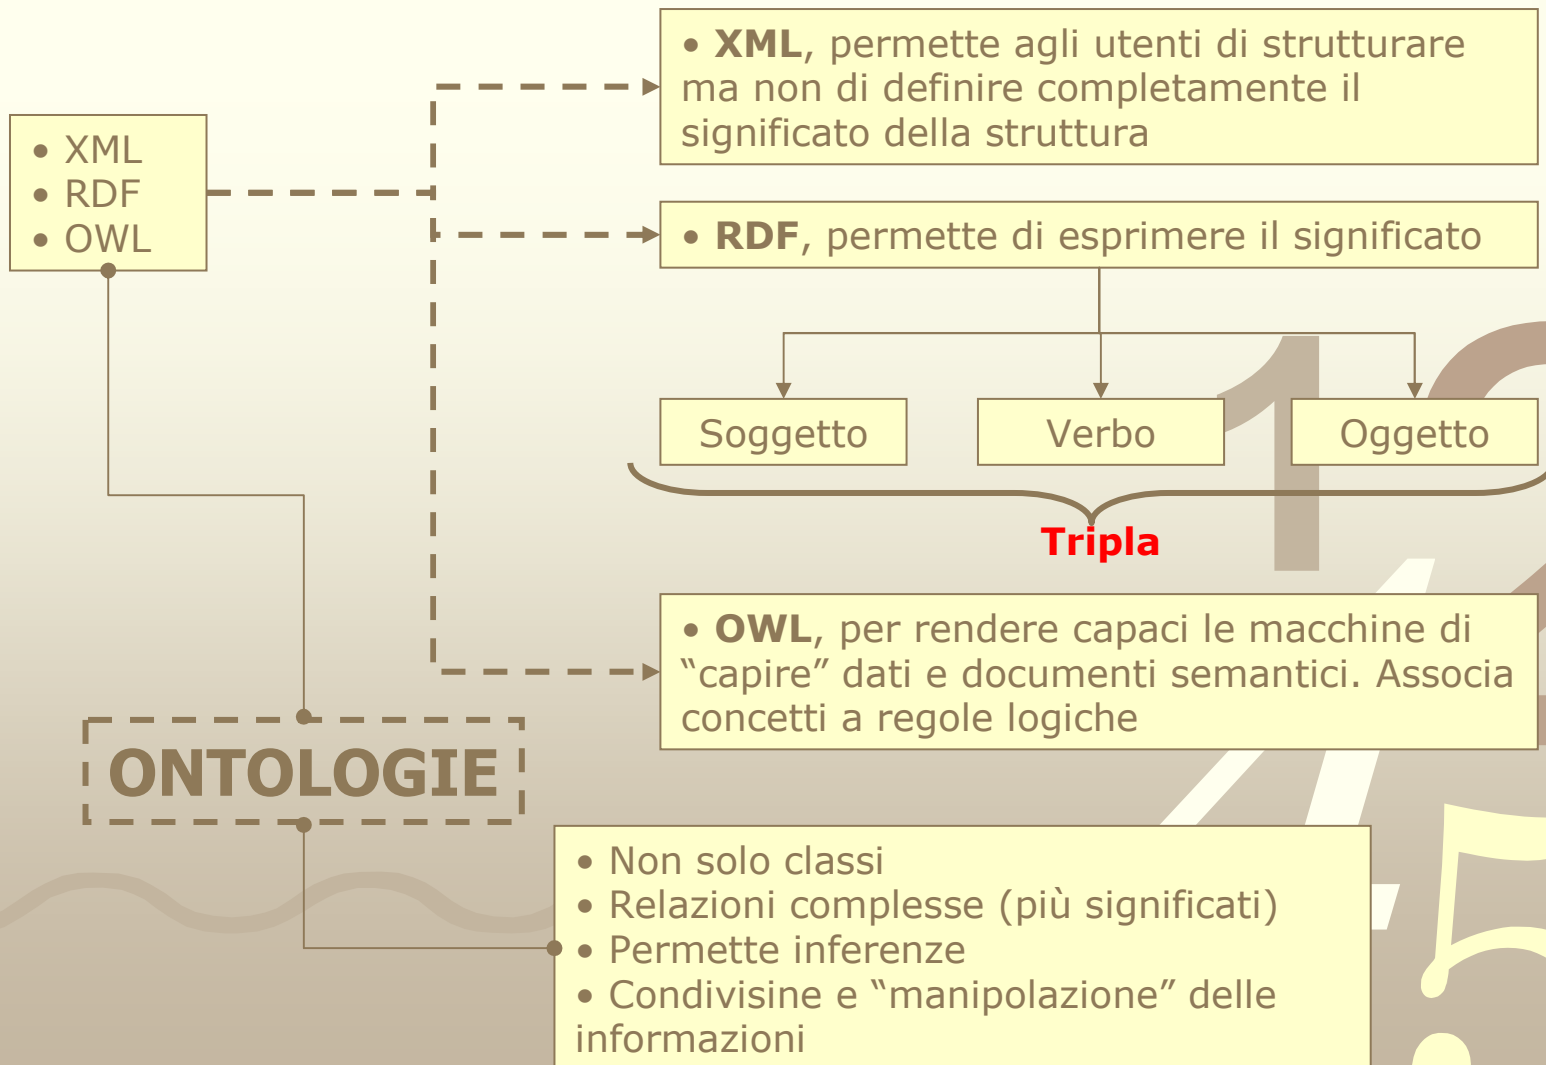 • XML
• RDF
• OWL
• XML, permette agli utenti di strutturare
ma non di definire completamente il
significato della struttura
• RDF, permette di esprimere il significato
Soggetto
Verbo
Oggetto
Tripla
• OWL, per rendere capaci le macchine di
“capire” dati e documenti semantici. Associa
concetti a regole logiche
ONTOLOGIE
• Non solo classi
• Relazioni complesse (più significati)
• Permette inferenze
• Condivisine e “manipolazione” delle
informazioni